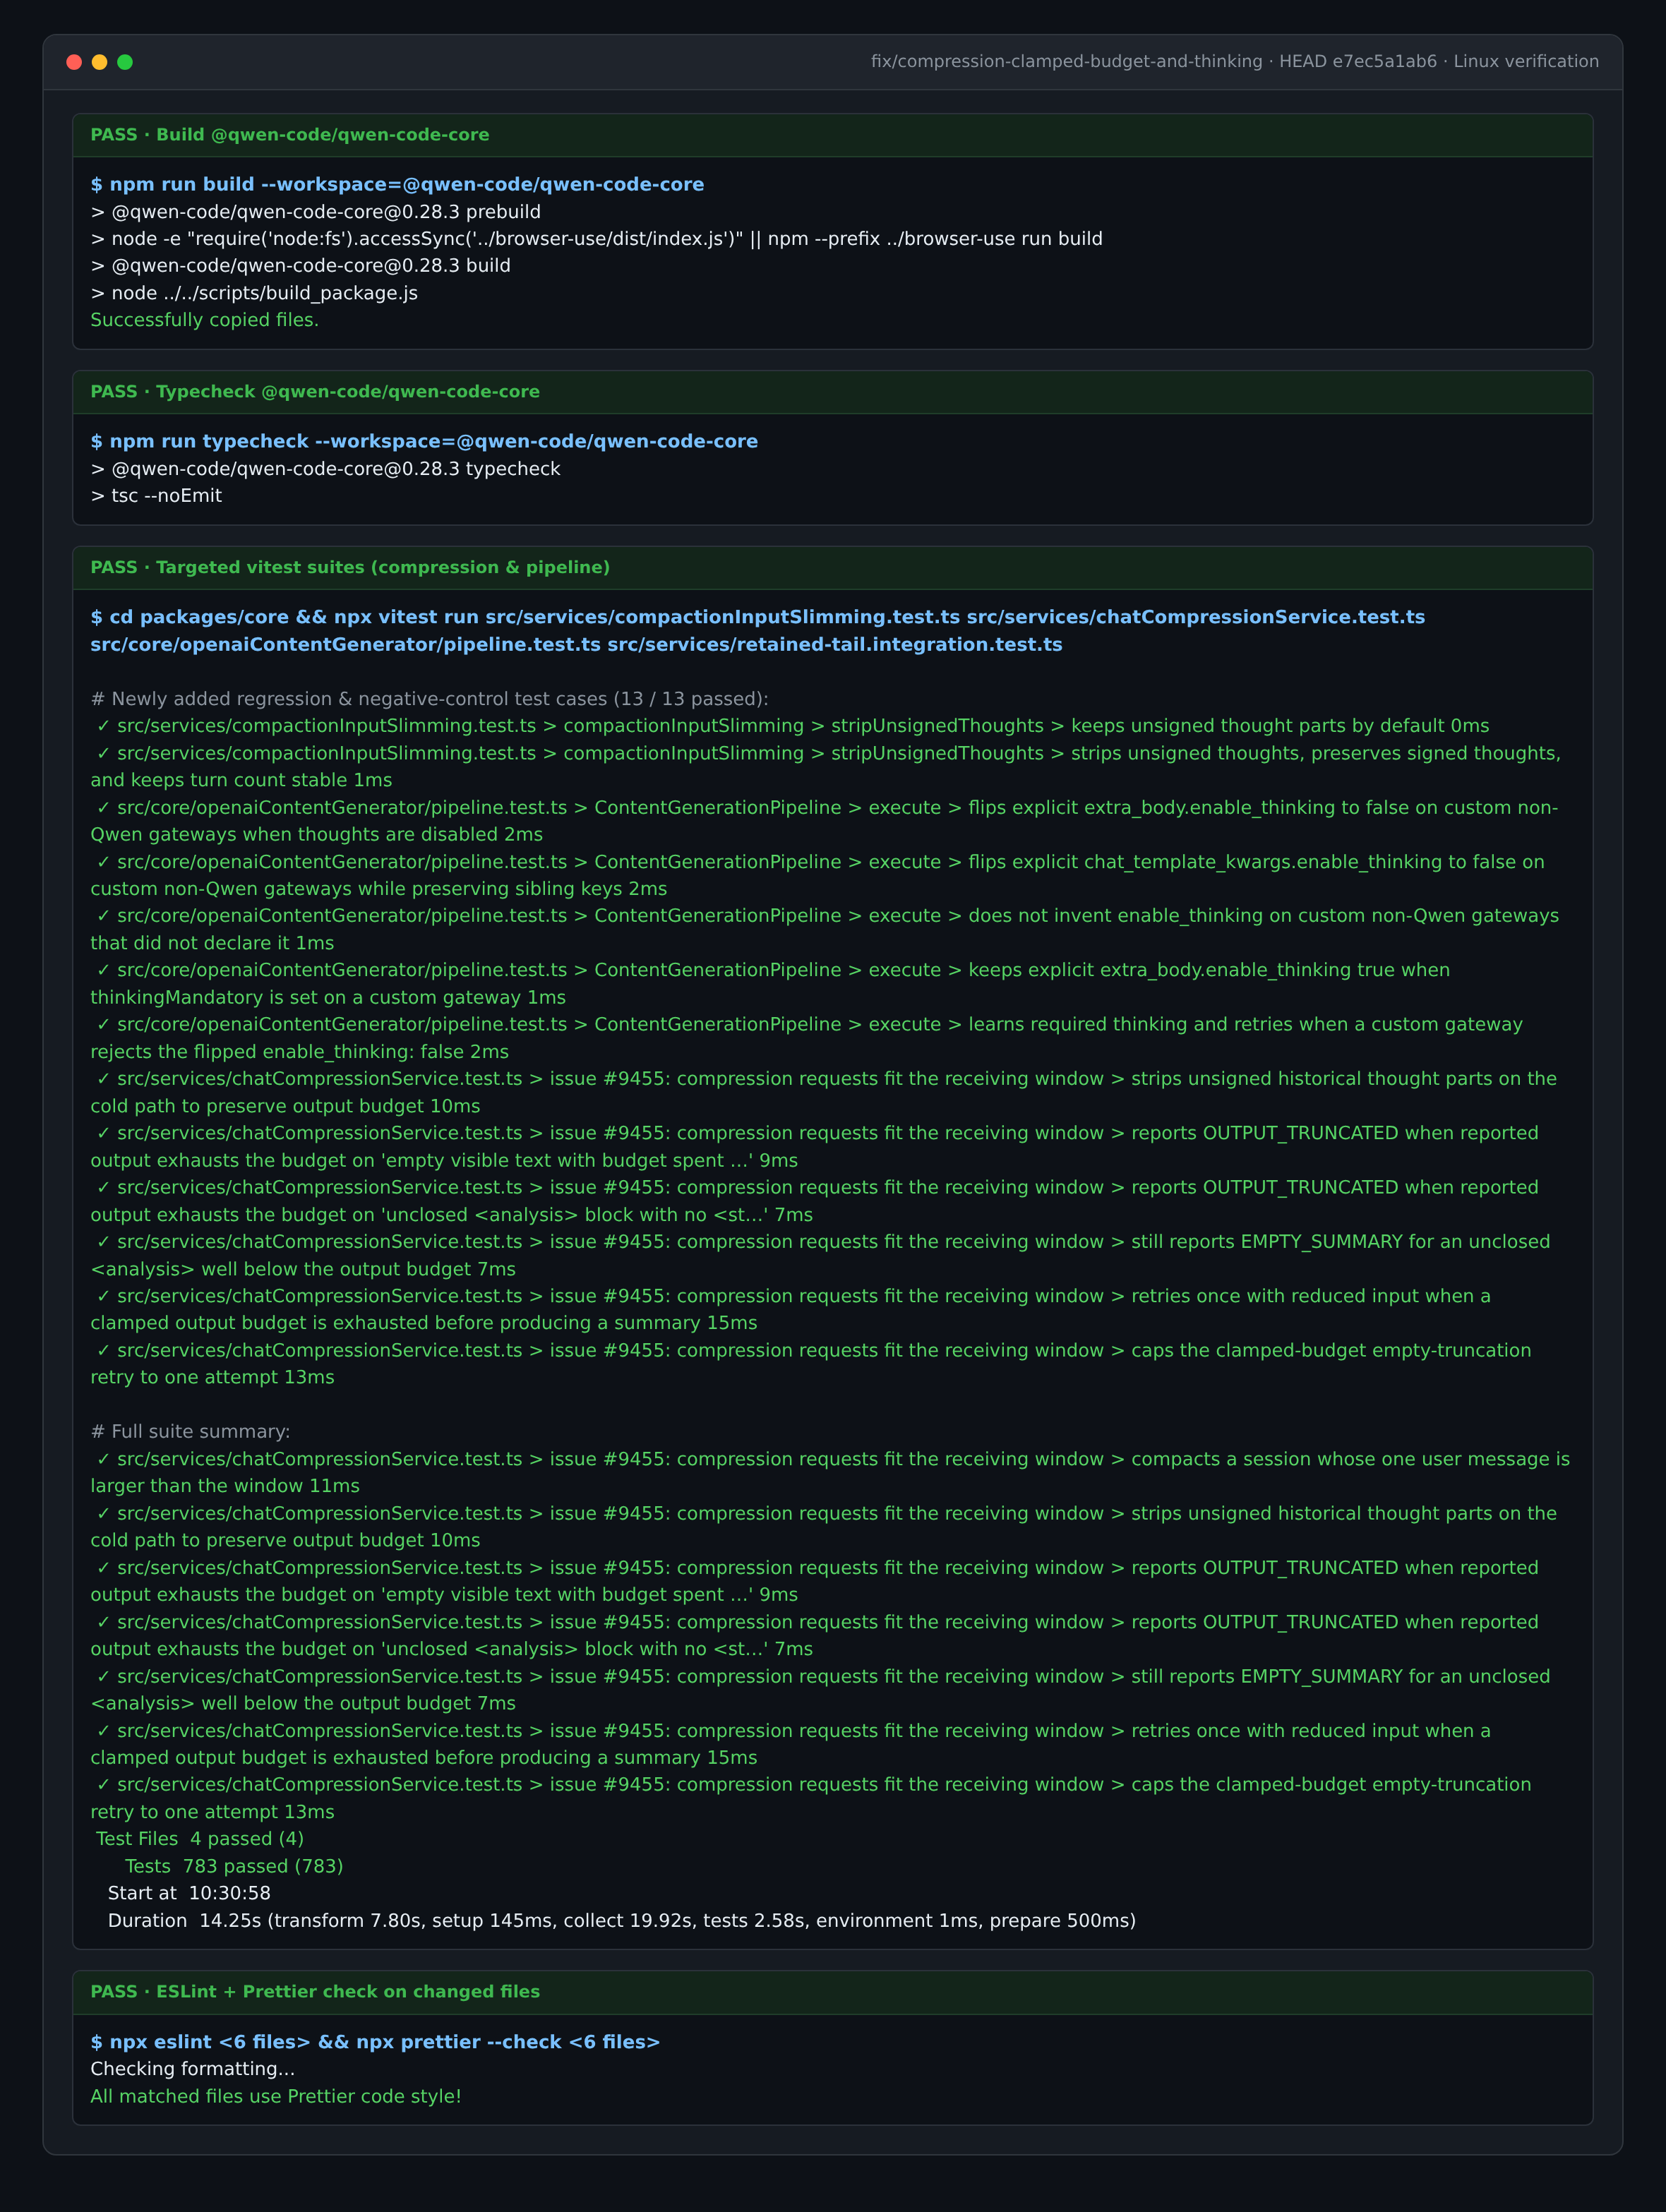 fix/compression-clamped-budget-and-thinking · HEAD e7ec5a1ab6 · Linux verification
PASS · Build @qwen-code/qwen-code-core
$ npm run build --workspace=@qwen-code/qwen-code-core
> @qwen-code/qwen-code-core@0.28.3 prebuild
> node -e "require('node:fs').accessSync('../browser-use/dist/index.js')" || npm --prefix ../browser-use run build
> @qwen-code/qwen-code-core@0.28.3 build
> node ../../scripts/build_package.js
Successfully copied files.
PASS · Typecheck @qwen-code/qwen-code-core
$ npm run typecheck --workspace=@qwen-code/qwen-code-core
> @qwen-code/qwen-code-core@0.28.3 typecheck
> tsc --noEmit
PASS · Targeted vitest suites (compression & pipeline)
$ cd packages/core && npx vitest run src/services/compactionInputSlimming.test.ts src/services/chatCompressionService.test.ts
src/core/openaiContentGenerator/pipeline.test.ts src/services/retained-tail.integration.test.ts
# Newly added regression & negative-control test cases (13 / 13 passed):
✓ src/services/compactionInputSlimming.test.ts > compactionInputSlimming > stripUnsignedThoughts > keeps unsigned thought parts by default 0ms
✓ src/services/compactionInputSlimming.test.ts > compactionInputSlimming > stripUnsignedThoughts > strips unsigned thoughts, preserves signed thoughts,
and keeps turn count stable 1ms
✓ src/core/openaiContentGenerator/pipeline.test.ts > ContentGenerationPipeline > execute > flips explicit extra_body.enable_thinking to false on custom non-
Qwen gateways when thoughts are disabled 2ms
✓ src/core/openaiContentGenerator/pipeline.test.ts > ContentGenerationPipeline > execute > flips explicit chat_template_kwargs.enable_thinking to false on
custom non-Qwen gateways while preserving sibling keys 2ms
✓ src/core/openaiContentGenerator/pipeline.test.ts > ContentGenerationPipeline > execute > does not invent enable_thinking on custom non-Qwen gateways
that did not declare it 1ms
✓ src/core/openaiContentGenerator/pipeline.test.ts > ContentGenerationPipeline > execute > keeps explicit extra_body.enable_thinking true when
thinkingMandatory is set on a custom gateway 1ms
✓ src/core/openaiContentGenerator/pipeline.test.ts > ContentGenerationPipeline > execute > learns required thinking and retries when a custom gateway
rejects the flipped enable_thinking: false 2ms
✓ src/services/chatCompressionService.test.ts > issue #9455: compression requests fit the receiving window > strips unsigned historical thought parts on the
cold path to preserve output budget 10ms
✓ src/services/chatCompressionService.test.ts > issue #9455: compression requests fit the receiving window > reports OUTPUT_TRUNCATED when reported
output exhausts the budget on 'empty visible text with budget spent …' 9ms
✓ src/services/chatCompressionService.test.ts > issue #9455: compression requests fit the receiving window > reports OUTPUT_TRUNCATED when reported
output exhausts the budget on 'unclosed <analysis> block with no <st…' 7ms
✓ src/services/chatCompressionService.test.ts > issue #9455: compression requests fit the receiving window > still reports EMPTY_SUMMARY for an unclosed
<analysis> well below the output budget 7ms
✓ src/services/chatCompressionService.test.ts > issue #9455: compression requests fit the receiving window > retries once with reduced input when a
clamped output budget is exhausted before producing a summary 15ms
✓ src/services/chatCompressionService.test.ts > issue #9455: compression requests fit the receiving window > caps the clamped-budget empty-truncation
retry to one attempt 13ms
# Full suite summary:
✓ src/services/chatCompressionService.test.ts > issue #9455: compression requests fit the receiving window > compacts a session whose one user message is
larger than the window 11ms
✓ src/services/chatCompressionService.test.ts > issue #9455: compression requests fit the receiving window > strips unsigned historical thought parts on the
cold path to preserve output budget 10ms
✓ src/services/chatCompressionService.test.ts > issue #9455: compression requests fit the receiving window > reports OUTPUT_TRUNCATED when reported
output exhausts the budget on 'empty visible text with budget spent …' 9ms
✓ src/services/chatCompressionService.test.ts > issue #9455: compression requests fit the receiving window > reports OUTPUT_TRUNCATED when reported
output exhausts the budget on 'unclosed <analysis> block with no <st…' 7ms
✓ src/services/chatCompressionService.test.ts > issue #9455: compression requests fit the receiving window > still reports EMPTY_SUMMARY for an unclosed
<analysis> well below the output budget 7ms
✓ src/services/chatCompressionService.test.ts > issue #9455: compression requests fit the receiving window > retries once with reduced input when a
clamped output budget is exhausted before producing a summary 15ms
✓ src/services/chatCompressionService.test.ts > issue #9455: compression requests fit the receiving window > caps the clamped-budget empty-truncation
retry to one attempt 13ms
Test Files 4 passed (4)
Tests 783 passed (783)
Start at 10:30:58
Duration 14.25s (transform 7.80s, setup 145ms, collect 19.92s, tests 2.58s, environment 1ms, prepare 500ms)
PASS · ESLint + Prettier check on changed files
$ npx eslint <6 files> && npx prettier --check <6 files>
Checking formatting...
All matched files use Prettier code style!